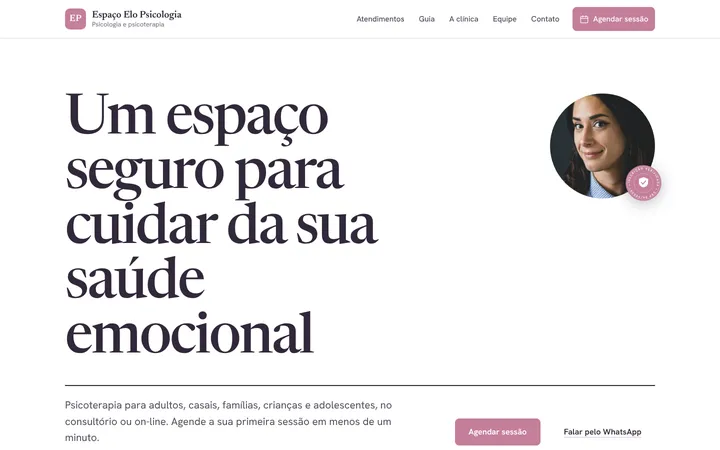 EP
Espaço Elo Psicologia
Psicologia e psicoterapia
Atendimentos
Guia
A clínica
Equipe
Contato
Agendar sessão
Um espaço
seguro para
cuidar da sua
saúde
emocional
Psicoterapia para adultos, casais, famílias, crianças e adolescentes, no
consultório ou on-line. Agende a sua primeira sessão em menos de um
minuto.
Agendar sessão
Falar pelo WhatsApp